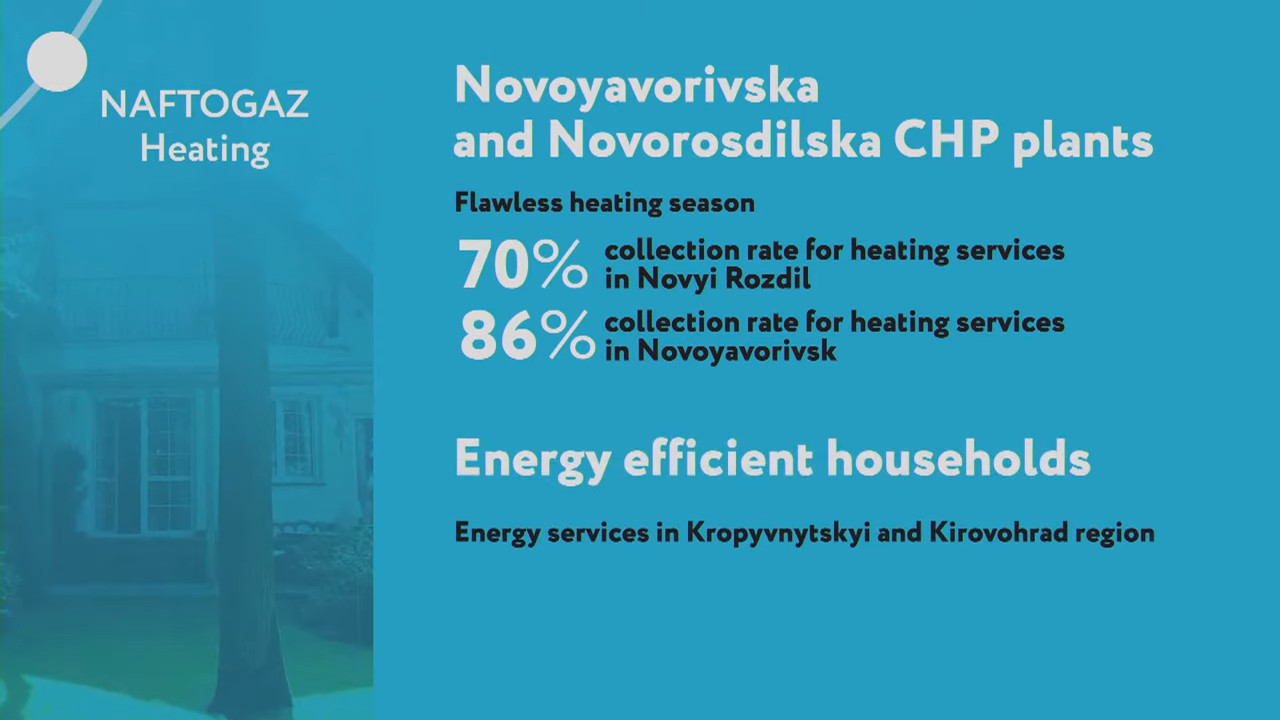 NAFTOGAZ
Heating
Novoyavorivska
and Novorosdilska CHP plants
Flawless heating season
70% collection rate for heating services
in Novyi Rozdil
86% collection rate for heating services
in Novoyavorivsk
Energy efficient households
Energy services in Kropyvnytskyi and Kirovohrad region